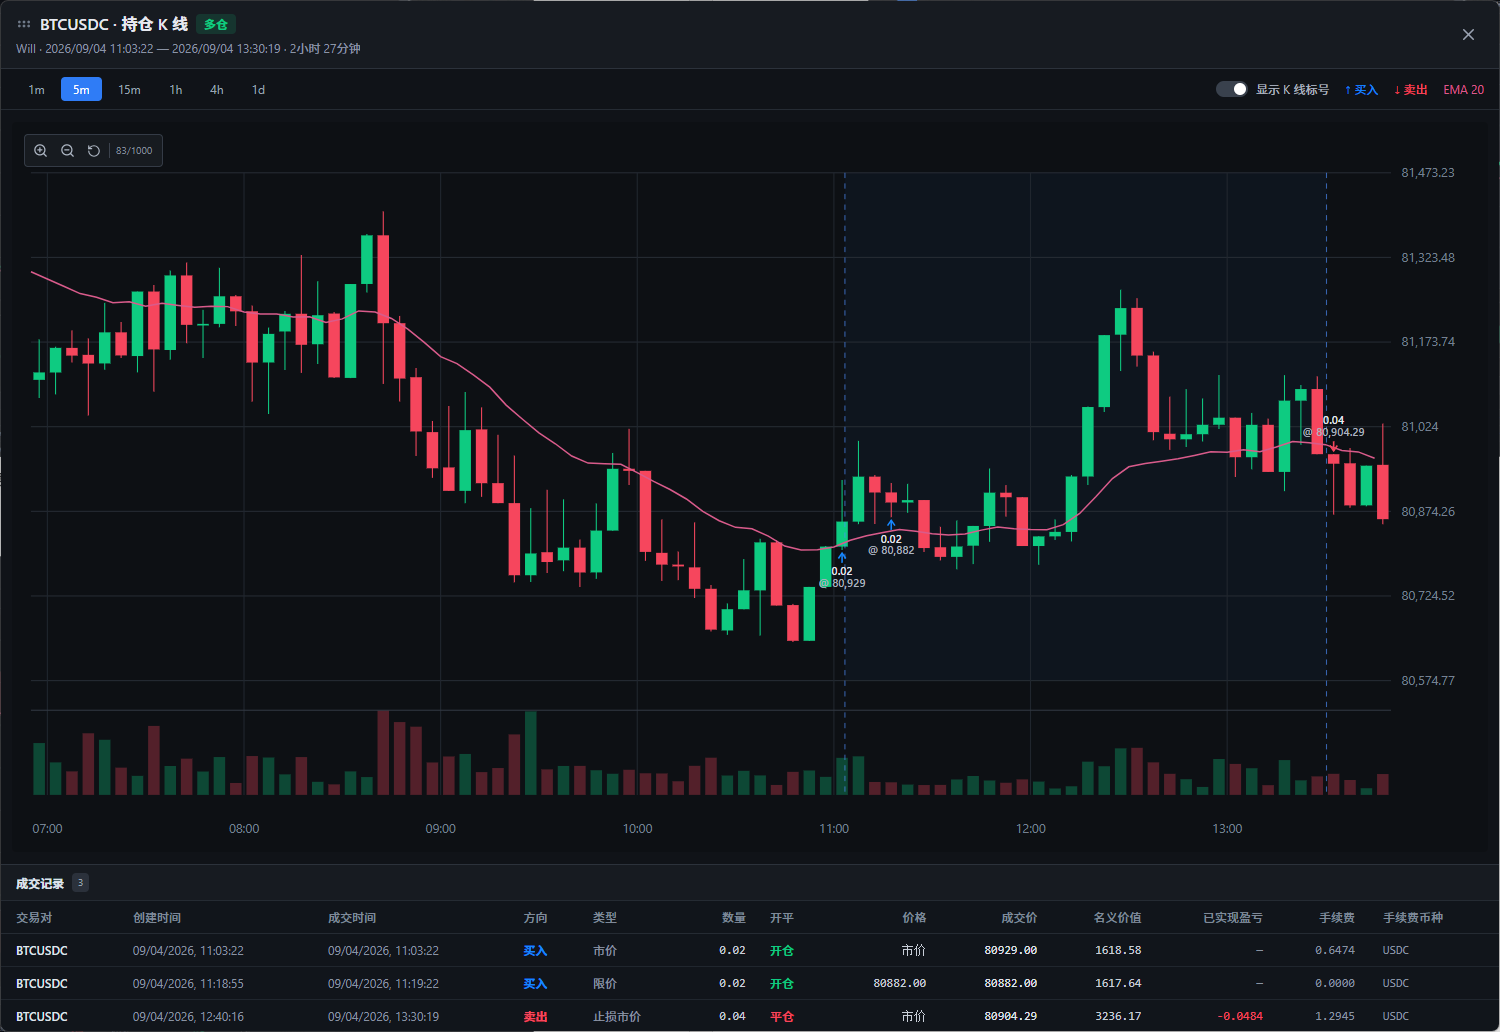 BTCUSDC · 持仓 K 线 多仓
Will · 2026/09/04 11:03:22 — 2026/09/04 13:30:19 · 2小时 27分钟
1m 5m 15m 1h 4h 1d 显示 K 线标号 ↑ 买入 ↓ 卖出 EMA 20
83/1000
81,473.23
81,323.48
81,173.74
0.04
@ 80,904.29
81,024
80,874.26
0.02
@ 80,882
0.02
@ 80,929
80,724.52
80,574.77
07:00 08:00 09:00 10:00 11:00 12:00 13:00
成交记录 3
交易对 创建时间 成交时间 方向 类型 数量 开平 价格 成交价 名义价值 已实现盈亏 手续费 手续费币种
BTCUSDC 09/04/2026, 11:03:22 09/04/2026, 11:03:22 买入 市价 0.02 开仓 市价 80929.00 1618.58 — 0.6474 USDC
BTCUSDC 09/04/2026, 11:18:55 09/04/2026, 11:19:22 买入 限价 0.02 开仓 80882.00 80882.00 1617.64 — 0.0000 USDC
BTCUSDC 09/04/2026, 12:40:16 09/04/2026, 13:30:19 卖出 止损市价 0.04 平仓 市价 80904.29 3236.17 -0.0484 1.2945 USDC